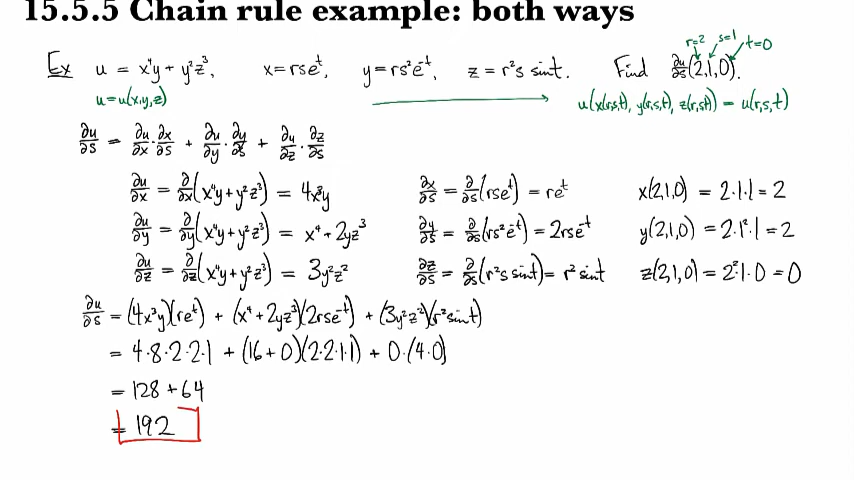 15.5.5 Chain rule example: both ways
r=2 s=1 t=0
Ex u = x⁴y + y²z³, x = rse^t, y = rs²e^-t, z = r²s sint. Find ∂u/∂s(2,1,0).
u = u(x,y,z) u(x(r,s,t), y(r,s,t), z(r,s,t)) = u(r,s,t)
∂u/∂s = ∂u/∂x · ∂x/∂s + ∂u/∂y · ∂y/∂s + ∂u/∂z · ∂z/∂s
∂u/∂x = ∂/∂x(x⁴y + y²z³) = 4x³y ∂x/∂s = ∂/∂s(rse^t) = re^t x(2,1,0) = 2·1·1 = 2
∂u/∂y = ∂/∂y(x⁴y + y²z³) = x⁴ + 2yz³ ∂y/∂s = ∂/∂s(rs²e^-t) = 2rse^-t y(2,1,0) = 2·1²·1 = 2
∂u/∂z = ∂/∂z(x⁴y + y²z³) = 3y²z² ∂z/∂s = ∂/∂s(r²s sint) = r² sint z(2,1,0) = 2²·1·0 = 0
∂u/∂s = (4x³y)(re^t) + (x⁴ + 2yz³)(2rse^-t) + (3y²z²)(r² sint)
= 4·8·2·2·1 + (16+0)(2·2·1·1) + 0·(4·0)
= 128 + 64
= 192